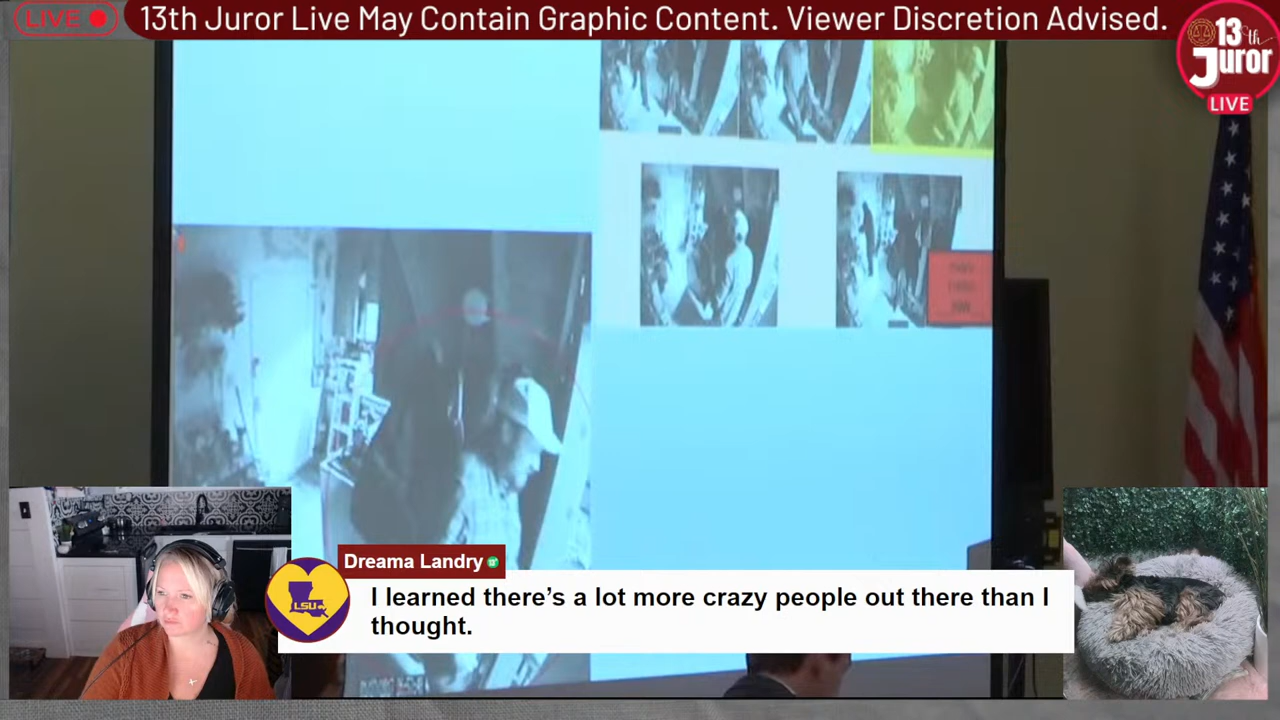 LIVE
13th Juror Live May Contain Graphic Content. Viewer Discretion Advised.
13th
Juror
LIVE
Dreama Landry
LSU
I learned there's a lot more crazy people out there than I
thought.